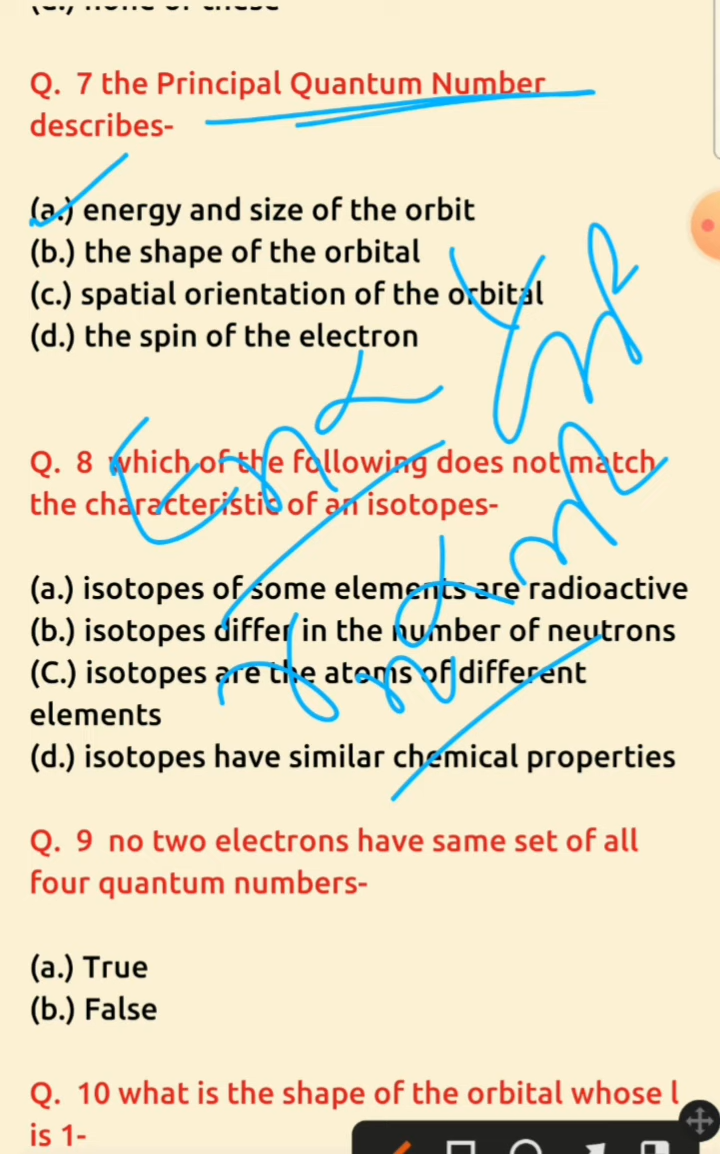 Q. 7 the Principal Quantum Number
describes-
(a.) energy and size of the orbit
(b.) the shape of the orbital
(c.) spatial orientation of the orbital
(d.) the spin of the electron
Q. 8 which of the following does not match
the characteristic of an isotopes-
(a.) isotopes of some elements are radioactive
(b.) isotopes differ in the number of neutrons
(C.) isotopes are the atoms of different
elements
(d.) isotopes have similar chemical properties
Q. 9 no two electrons have same set of all
four quantum numbers-
(a.) True
(b.) False
Q. 10 what is the shape of the orbital whose l
is 1-